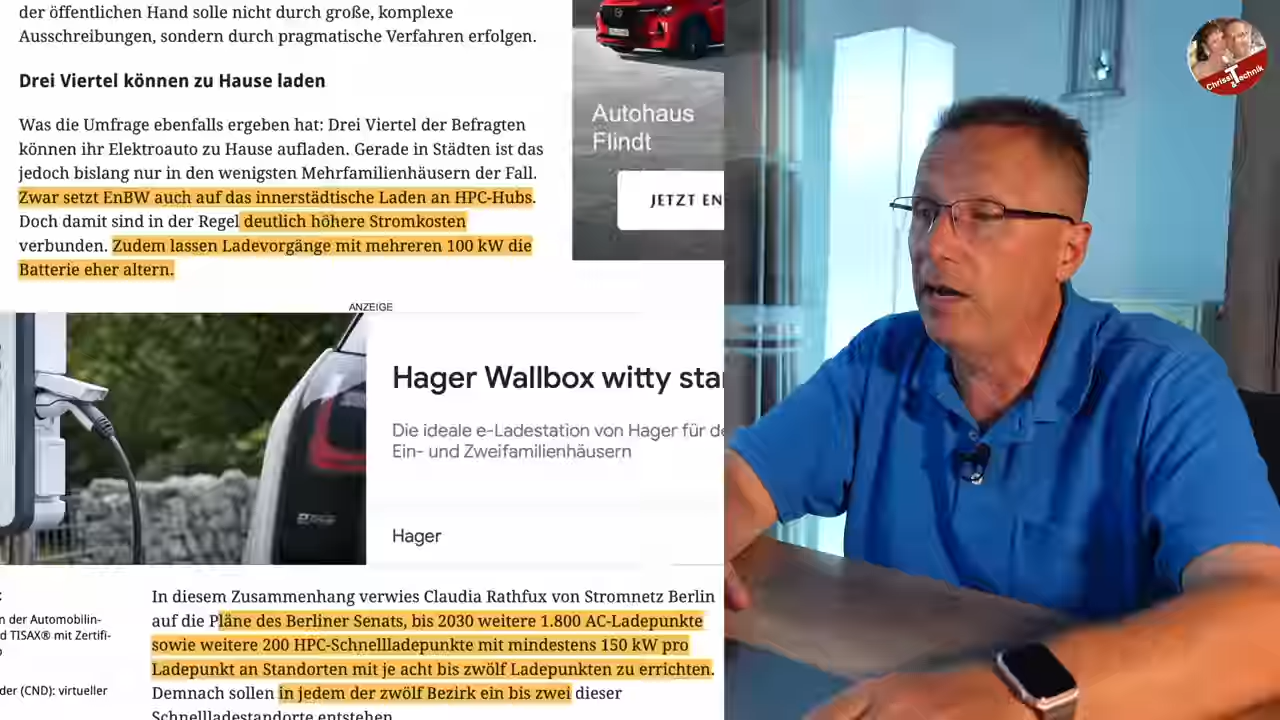 der öffentlichen Hand solle nicht durch große, komplexe
Ausschreibungen, sondern durch pragmatische Verfahren erfolgen.
Drei Viertel können zu Hause laden
Was die Umfrage ebenfalls ergeben hat: Drei Viertel der Befragten
können ihr Elektroauto zu Hause aufladen. Gerade in Städten ist das
jedoch bislang nur in den wenigsten Mehrfamilienhäusern der Fall.
Zwar setzt EnBW auch auf das innerstädtische Laden an HPC-Hubs.
Doch damit sind in der Regel deutlich höhere Stromkosten
verbunden. Zudem lassen Ladevorgänge mit mehreren 100 kW die
Batterie eher altern.
Autohaus
Flindt
JETZT EN
ANZEIGE
Hager Wallbox witty star
Die ideale e-Ladestation von Hager für de
Ein- und Zweifamilienhäusern
Hager
n der Automobilin-
d TISAX® mit Zertifi-
der (CND): virtueller
In diesem Zusammenhang verwies Claudia Rathfux von Stromnetz Berlin
auf die Pläne des Berliner Senats, bis 2030 weitere 1.800 AC-Ladepunkte
sowie weitere 200 HPC-Schnellladepunkte mit mindestens 150 kW pro
Ladepunkt an Standorten mit je acht bis zwölf Ladepunkten zu errichten.
Demnach sollen in jedem der zwölf Bezirk ein bis zwei dieser
Schnellladestandorte entstehen.
Chrissi
Technik